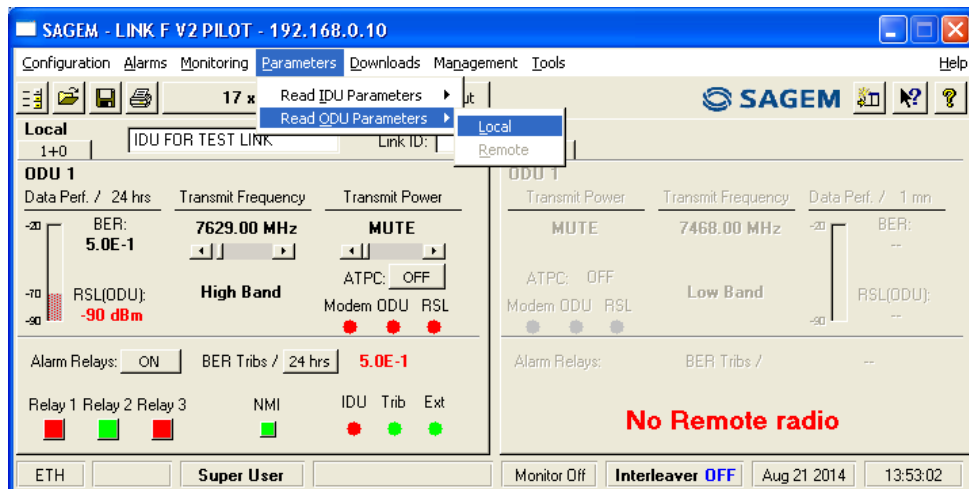 SAGEM - LINK F V2 PILOT - 192.168.0.10
Configuration Alarms Monitoring Parameters Downloads Management Tools Help
17 x
Read IDU Parameters
SAGEM
Read ODU Parameters
Local
Remote
Local
1+0
IDU FOR TEST LINK
Link ID:
ODU 1
Data Perf. / 24 hrs Transmit Frequency Transmit Power
-20 BER: 7629.00 MHz MUTE
5.0E-1
ATPC: OFF
-70 RSL(ODU): High Band
Modem ODU RSL
-90 -90 dBm
ODU 1
Transmit Power Transmit Frequency Data Perf. / 1 mn
MUTE 7468.00 MHz -20 BER:
--
ATPC: OFF
Low Band RSL(ODU):
Modem ODU RSL
-90 --
Alarm Relays: ON BER Tribs / 24 hrs 5.0E-1
Relay 1 Relay 2 Relay 3 NMI IDU Trib Ext
Alarm Relays: BER Tribs / --
No Remote radio
ETH Super User Monitor Off Interleaver OFF Aug 21 2014 13:53:02